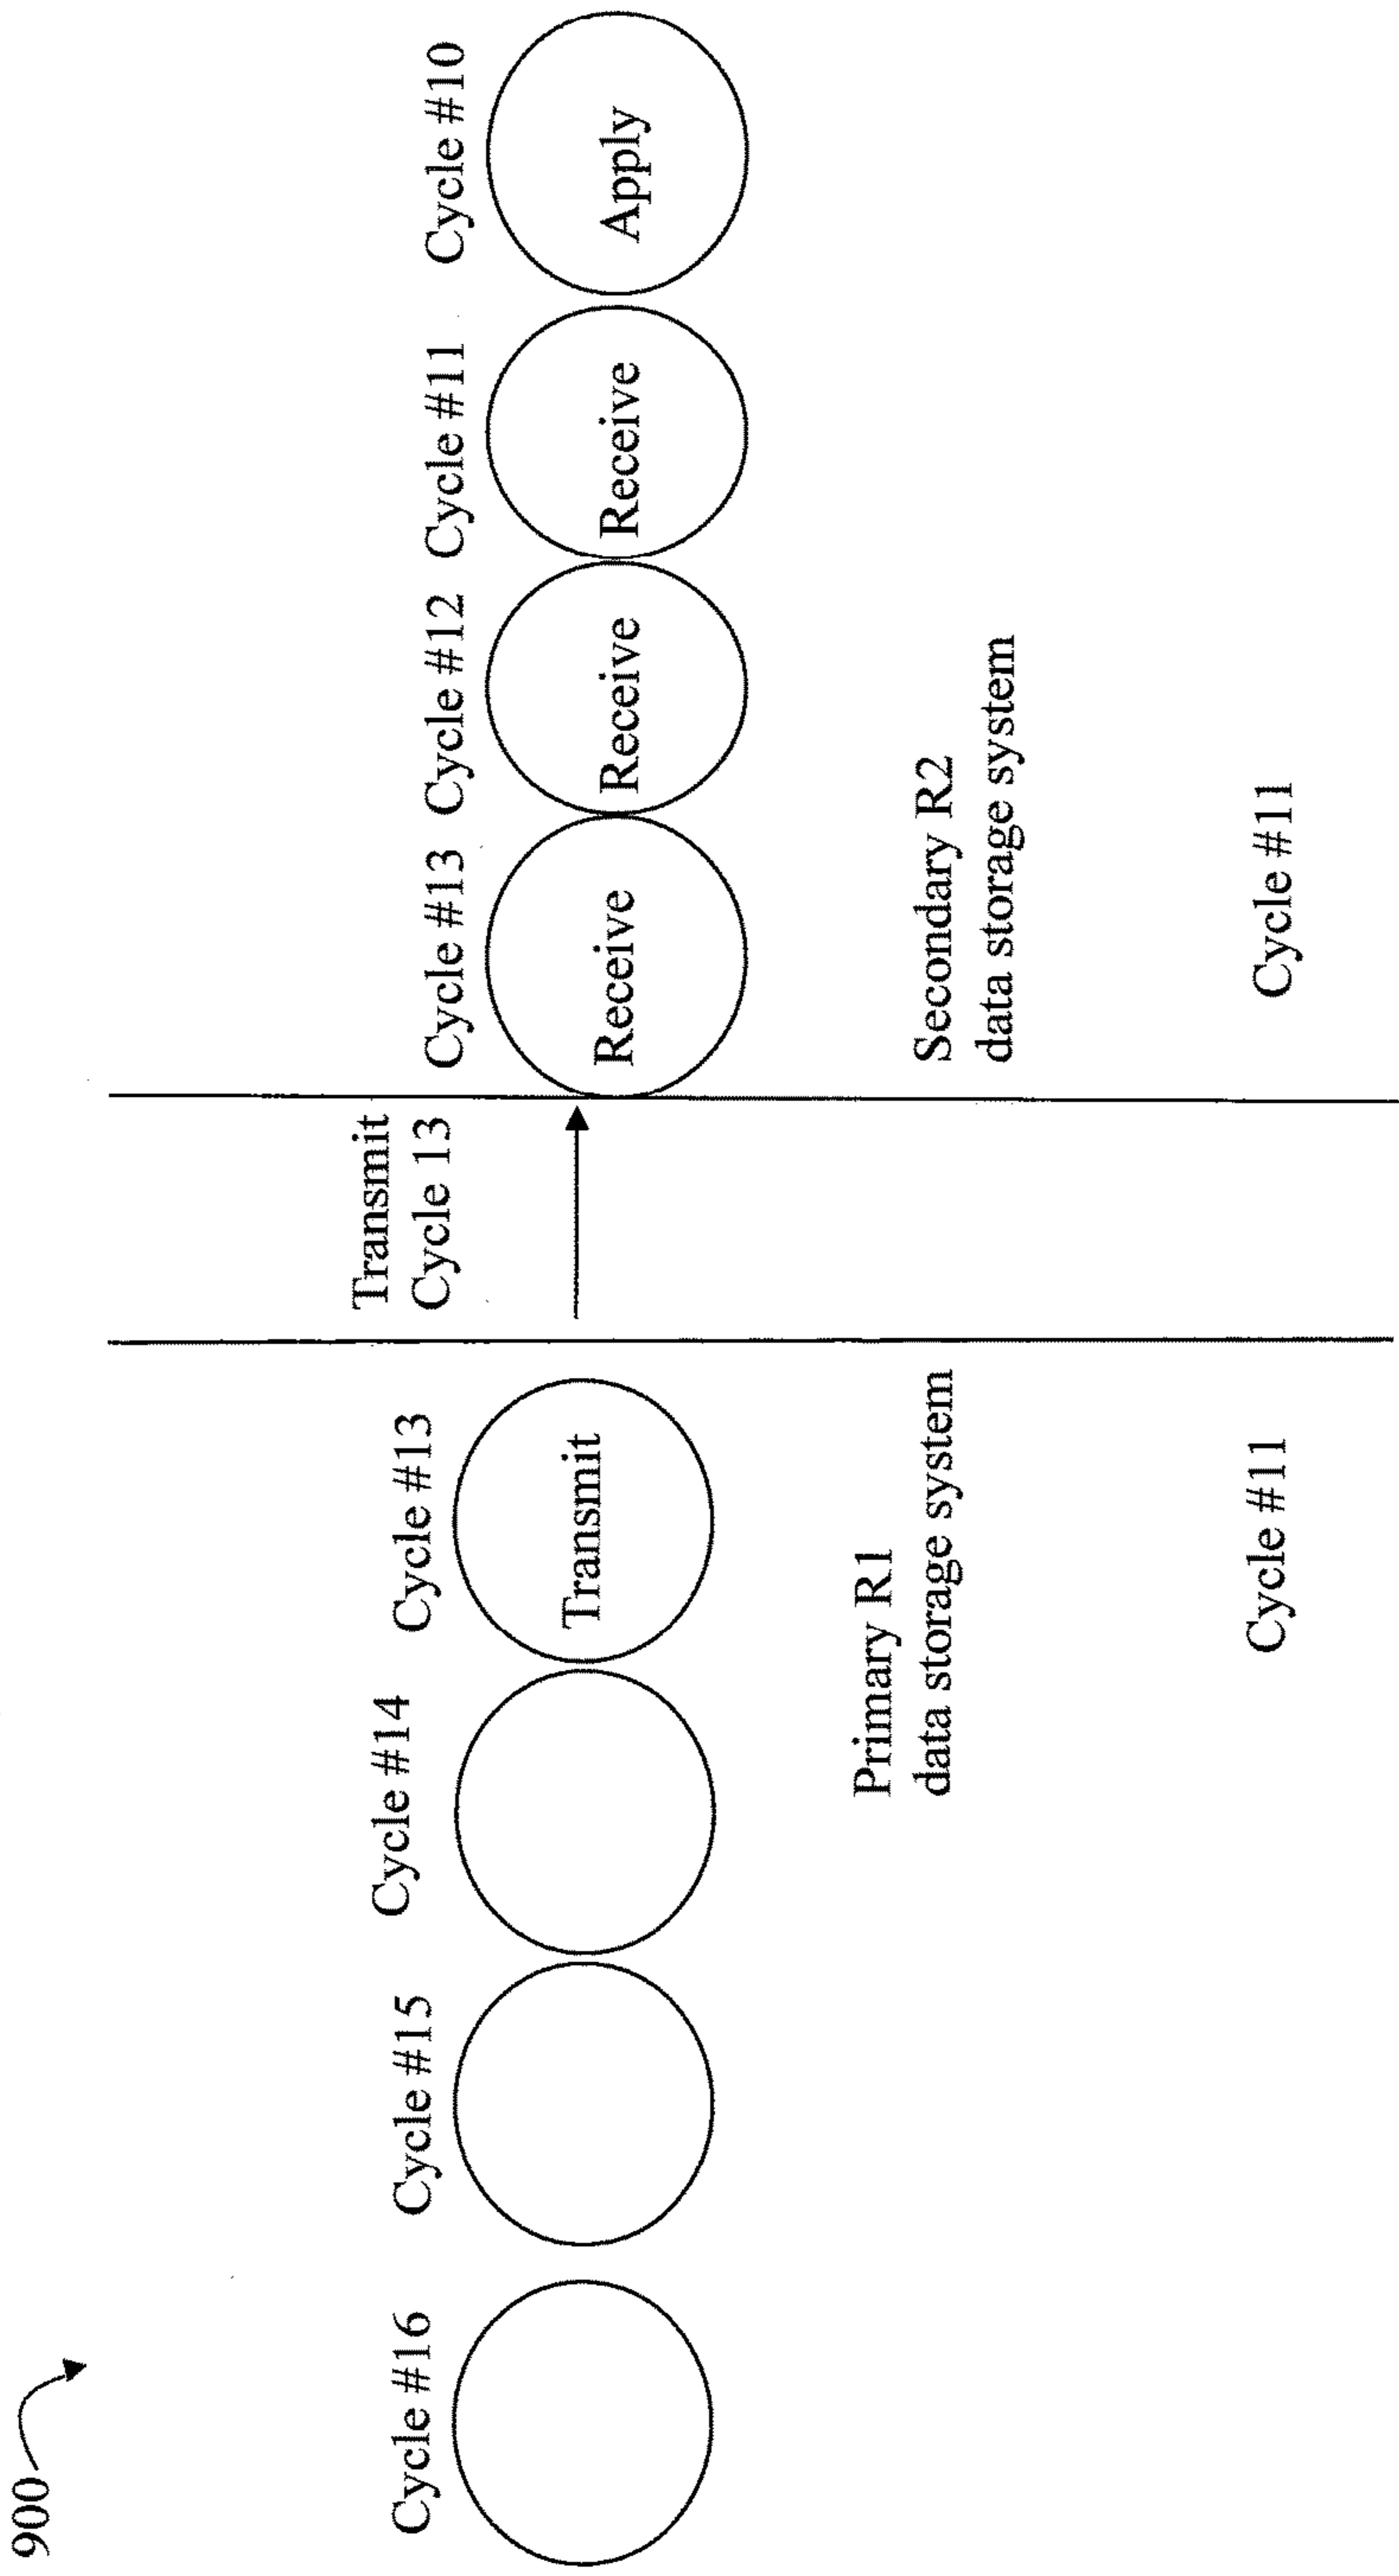 900
Transmit
Cycle 13
Cycle #16
Cycle #15
Cycle #14
Cycle #13
Cycle #13
Cycle #12
Cycle #11
Cycle #10
Transmit
Receive
Receive
Receive
Apply
Primary R1
data storage system
Secondary R2
data storage system
Cycle #11
Cycle #11